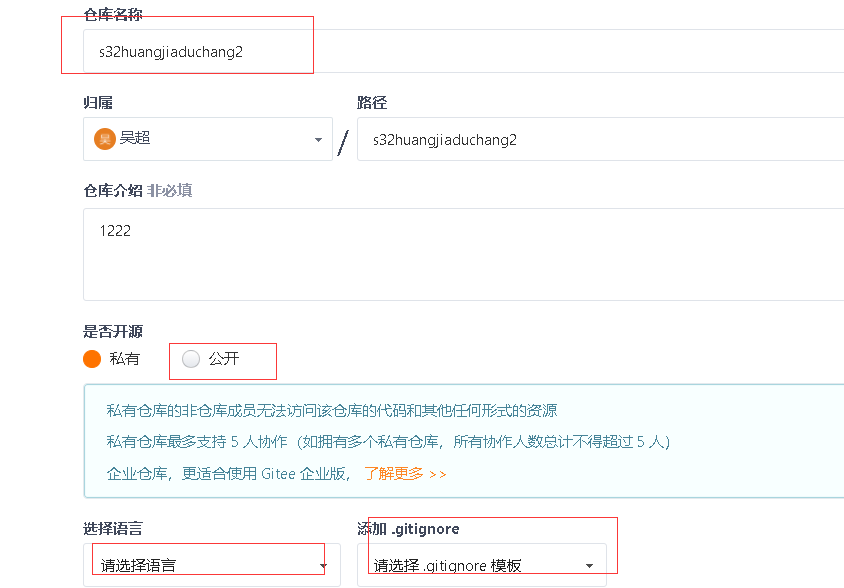 仓库名称
s32huangjiaduchang2
归属 路径
吴 吴超 / s32huangjiaduchang2
仓库介绍 非必填
1222
是否开源
私有 公开
私有仓库的非仓库成员无法访问该仓库的代码和其他任何形式的资源
私有仓库最多支持 5 人协作（如拥有多个私有仓库，所有协作人数总计不得超过 5 人）
企业仓库，更适合使用 Gitee 企业版， 了解更多 >>
选择语言 添加 .gitignore
请选择语言 请选择 .gitignore 模板